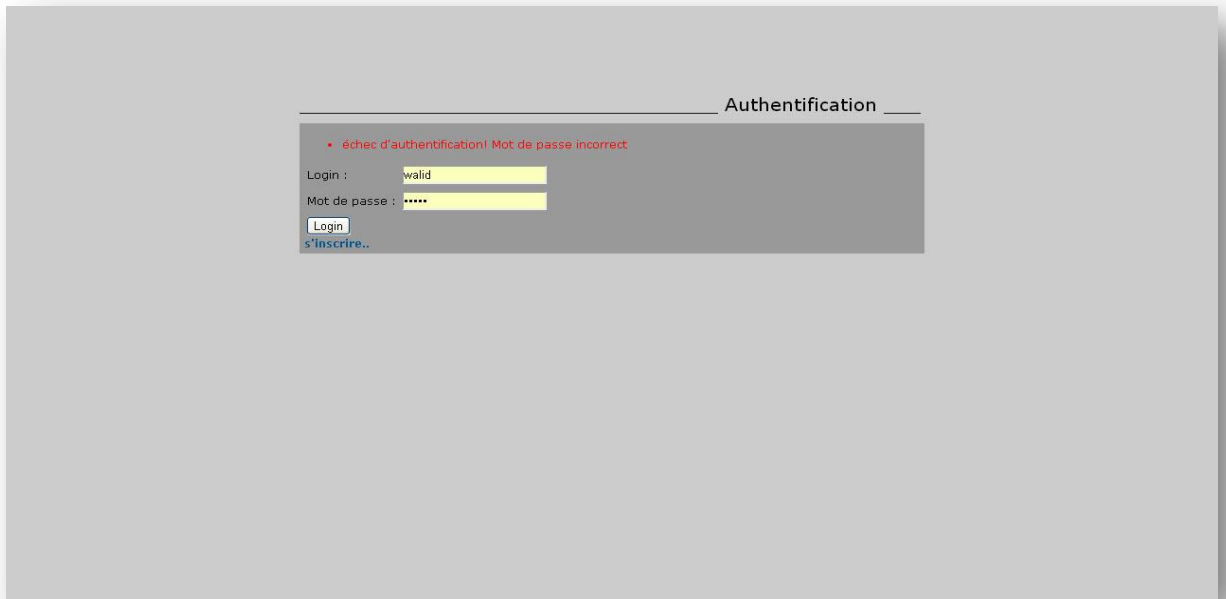 Authentification
• échec d'authentification! Mot de passe incorrect
Login : walid
Mot de passe : •••••
Login
s'inscrire..